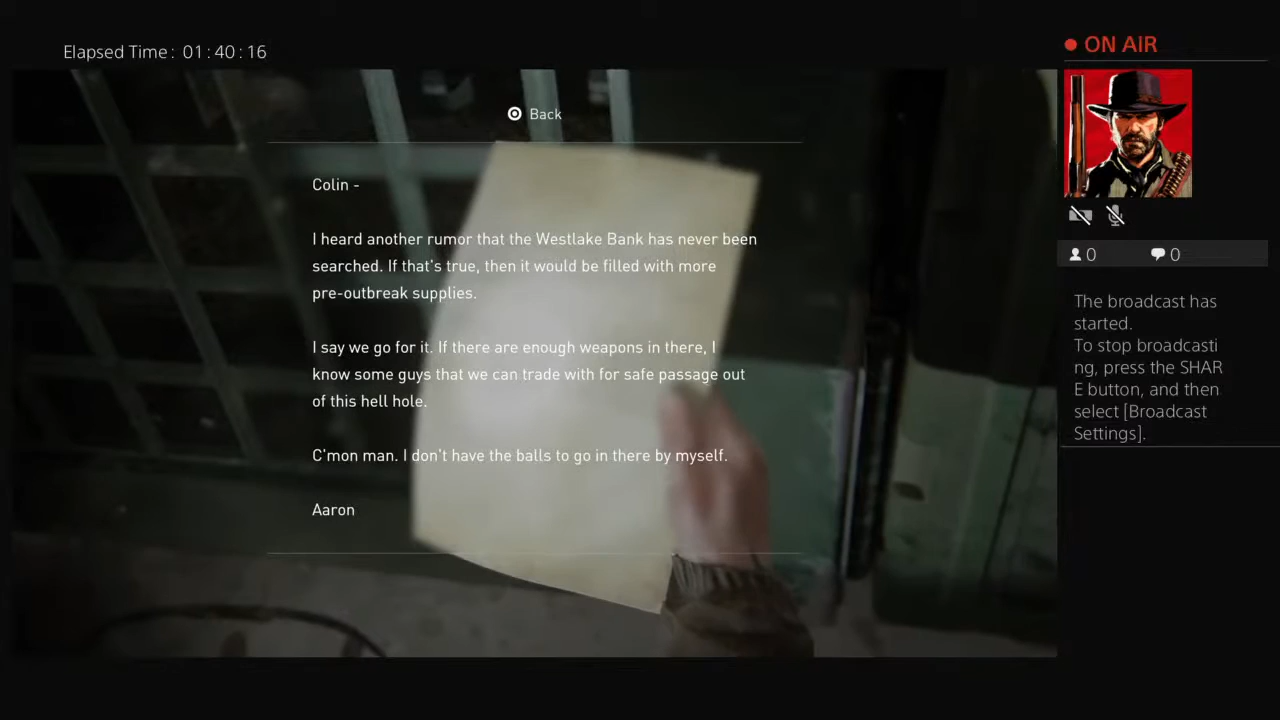 Elapsed Time: 01:40:16
ON AIR
Back
Colin -
I heard another rumor that the Westlake Bank has never been
searched. If that's true, then it would be filled with more
pre-outbreak supplies.
I say we go for it. If there are enough weapons in there, I
know some guys that we can trade with for safe passage out
of this hell hole.
C'mon man. I don't have the balls to go in there by myself.
Aaron
0
0
The broadcast has
started.
To stop broadcasti
ng, press the SHAR
E button, and then
select [Broadcast
Settings].